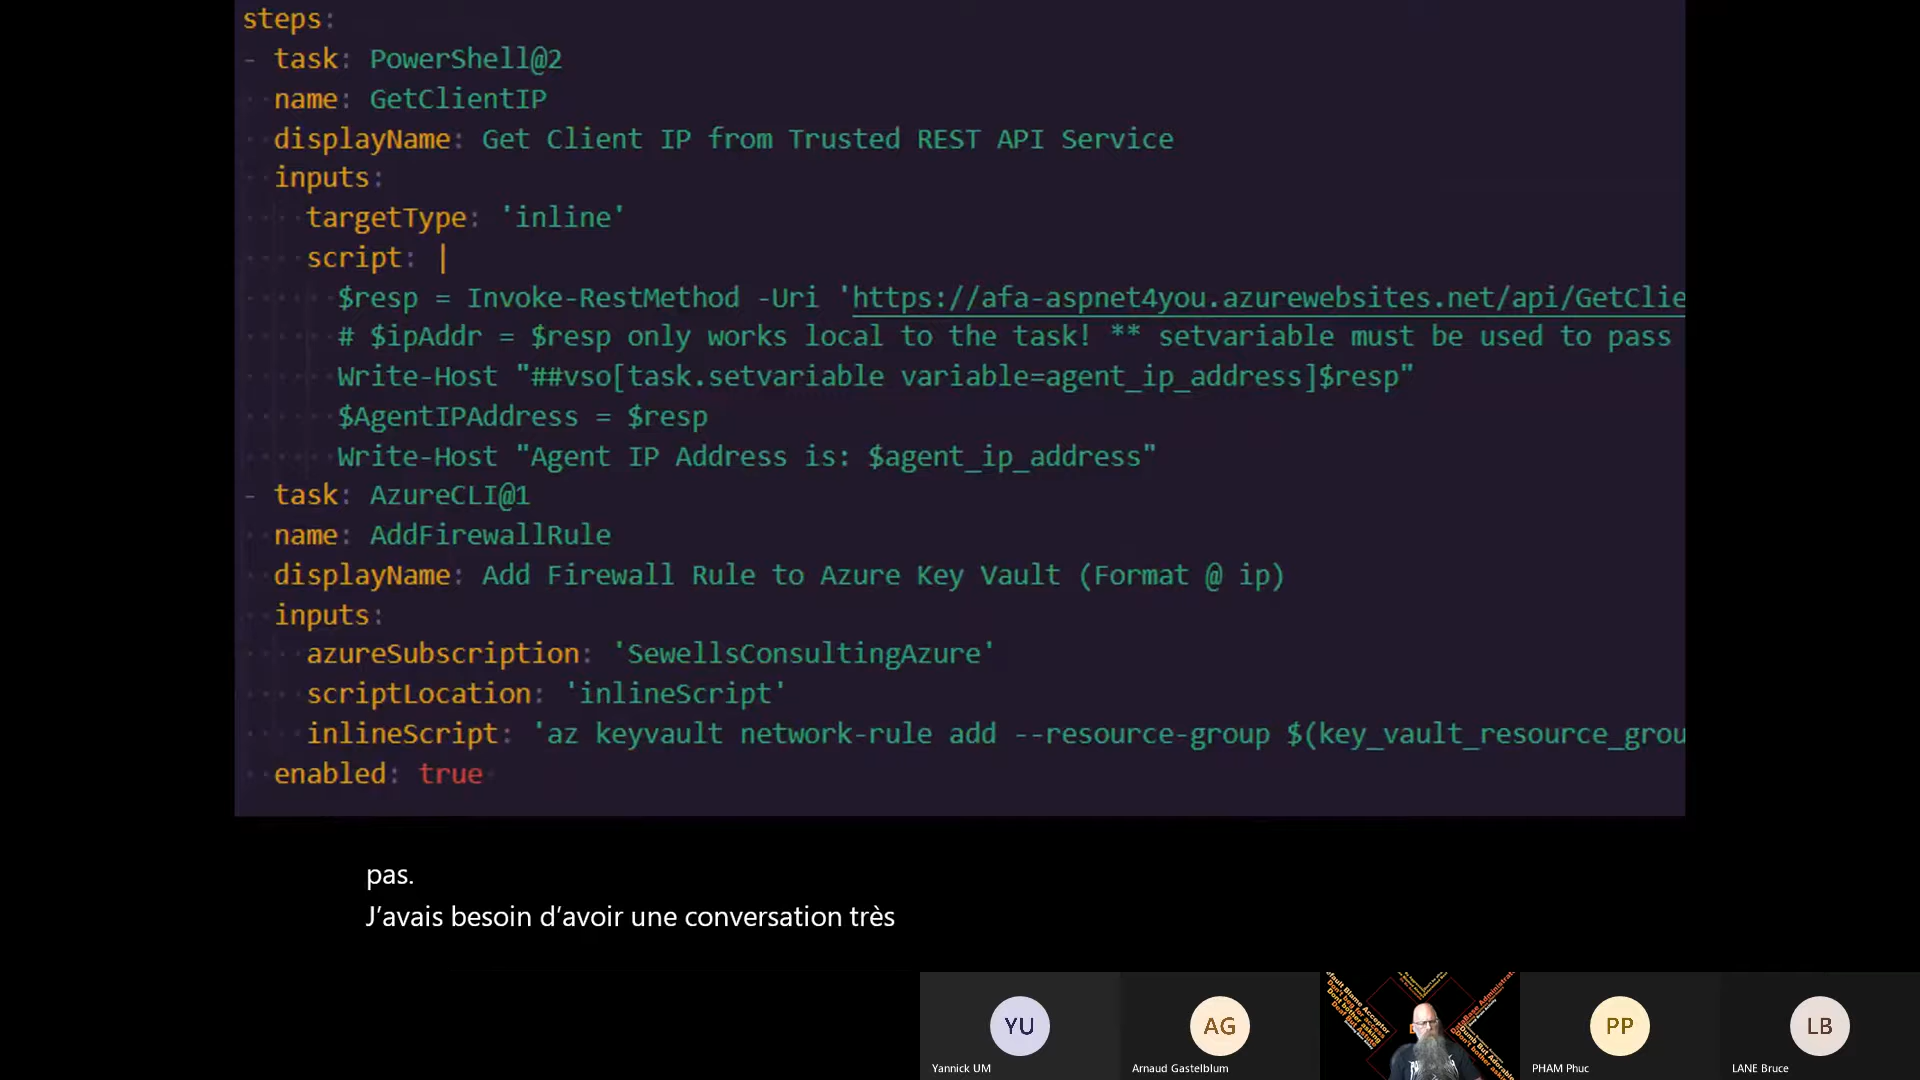 steps:
- task: PowerShell@2
name: GetClientIP
displayName: Get Client IP from Trusted REST API Service
inputs:
targetType: 'inline'
script: |
$resp = Invoke-RestMethod -Uri 'https://afa-aspnet4you.azurewebsites.net/api/GetClie
# $ipAddr = $resp only works local to the task! ** setvariable must be used to pass
Write-Host "##vso[task.setvariable variable=agent_ip_address]$resp"
$AgentIPAddress = $resp
Write-Host "Agent IP Address is: $agent_ip_address"
- task: AzureCLI@1
name: AddFirewallRule
displayName: Add Firewall Rule to Azure Key Vault (Format @ ip)
inputs:
azureSubscription: 'SewellsConsultingAzure'
scriptLocation: 'inlineScript'
inlineScript: 'az keyvault network-rule add --resource-group $(key_vault_resource_grou
enabled: true
pas.
J'avais besoin d'avoir une conversation très
YU
AG
PP
LB
Yannick UM
Arnaud Gastelblum
PHAM Phuc
LANE Bruce